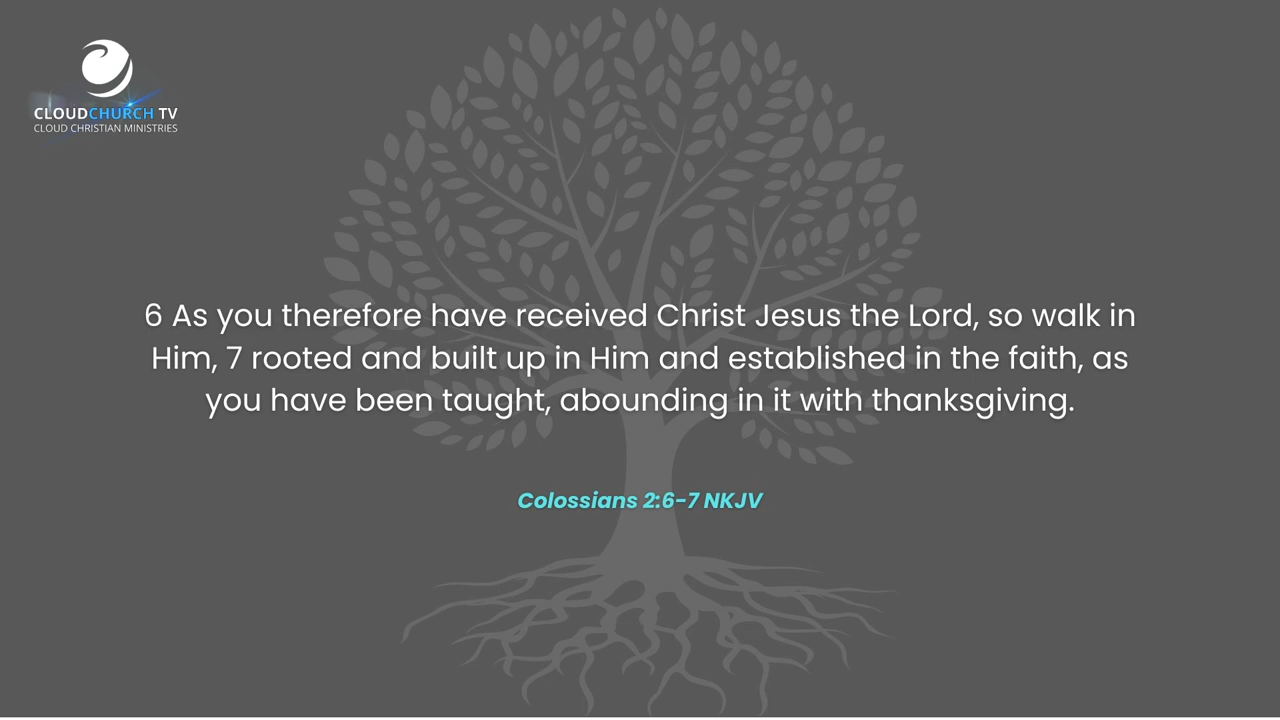 CLOUDCHURCH TV
CLOUD CHRISTIAN MINISTRIES
6 As you therefore have received Christ Jesus the Lord, so walk in
Him, 7 rooted and built up in Him and established in the faith, as
you have been taught, abounding in it with thanksgiving.
Colossians 2:6-7 NKJV